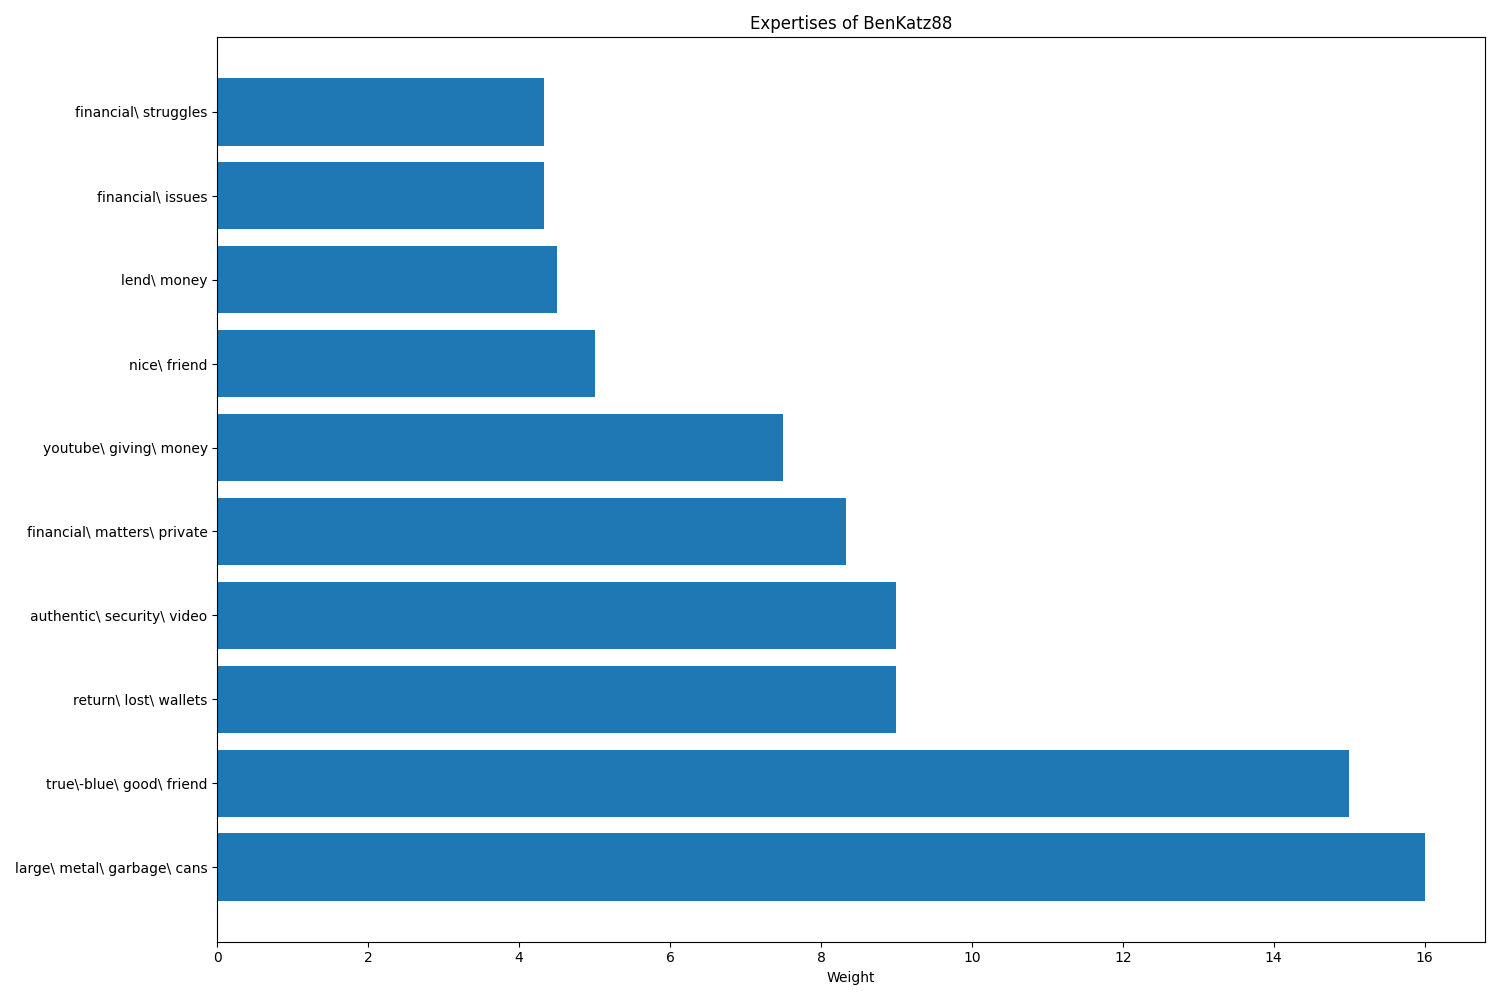 Expertises of BenKatz88
financial\ struggles
financial\ issues
lend\ money
nice\ friend
youtube\ giving\ money
financial\ matters\ private
authentic\ security\ video
return\ lost\ wallets
true\-blue\ good\ friend
large\ metal\ garbage\ cans
0 2 4 6 8 10 12 14 16
Weight